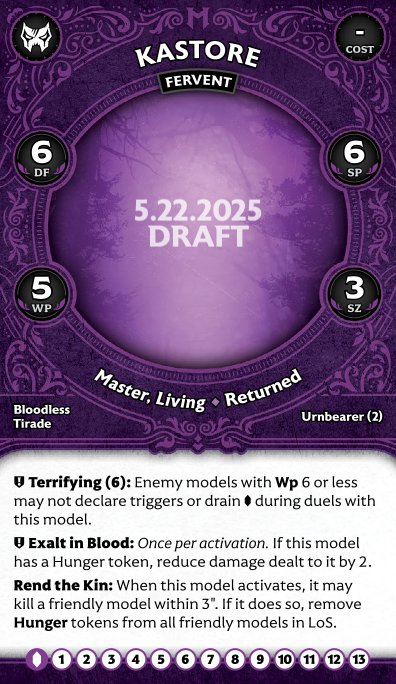 -
COST
KASTORE
FERVENT
6
DF
6
SP
5.22.2025
DRAFT
5
WP
3
SZ
Master, Living ◆ Returned
Bloodless
Tirade
Urnbearer (2)
Terrifying (6): Enemy models with Wp 6 or less
may not declare triggers or drain ⬧ during duels with
this model.
Exalt in Blood: Once per activation. If this model
has a Hunger token, reduce damage dealt to it by 2.
Rend the Kin: When this model activates, it may
kill a friendly model within 3". If it does so, remove
Hunger tokens from all friendly models in LoS.
1 2 3 4 5 6 7 8 9 10 11 12 13